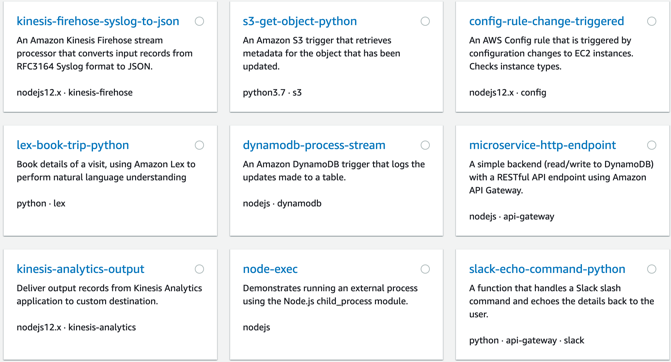 kinesis-firehose-syslog-to-json
An Amazon Kinesis Firehose stream
processor that converts input records from
RFC3164 Syslog format to JSON.
nodejs12.x · kinesis-firehose
s3-get-object-python
An Amazon S3 trigger that retrieves
metadata for the object that has been
updated.
python3.7 · s3
config-rule-change-triggered
An AWS Config rule that is triggered by
configuration changes to EC2 instances.
Checks instance types.
nodejs12.x · config
lex-book-trip-python
Book details of a visit, using Amazon Lex to
perform natural language understanding
python · lex
dynamodb-process-stream
An Amazon DynamoDB trigger that logs the
updates made to a table.
nodejs · dynamodb
microservice-http-endpoint
A simple backend (read/write to DynamoDB)
with a RESTful API endpoint using Amazon
API Gateway.
nodejs · api-gateway
kinesis-analytics-output
Deliver output records from Kinesis Analytics
application to custom destination.
nodejs12.x · kinesis-analytics
node-exec
Demonstrates running an external process
using the Node.js child_process module.
nodejs
slack-echo-command-python
A function that handles a Slack slash
command and echoes the details back to the
user.
python · api-gateway · slack